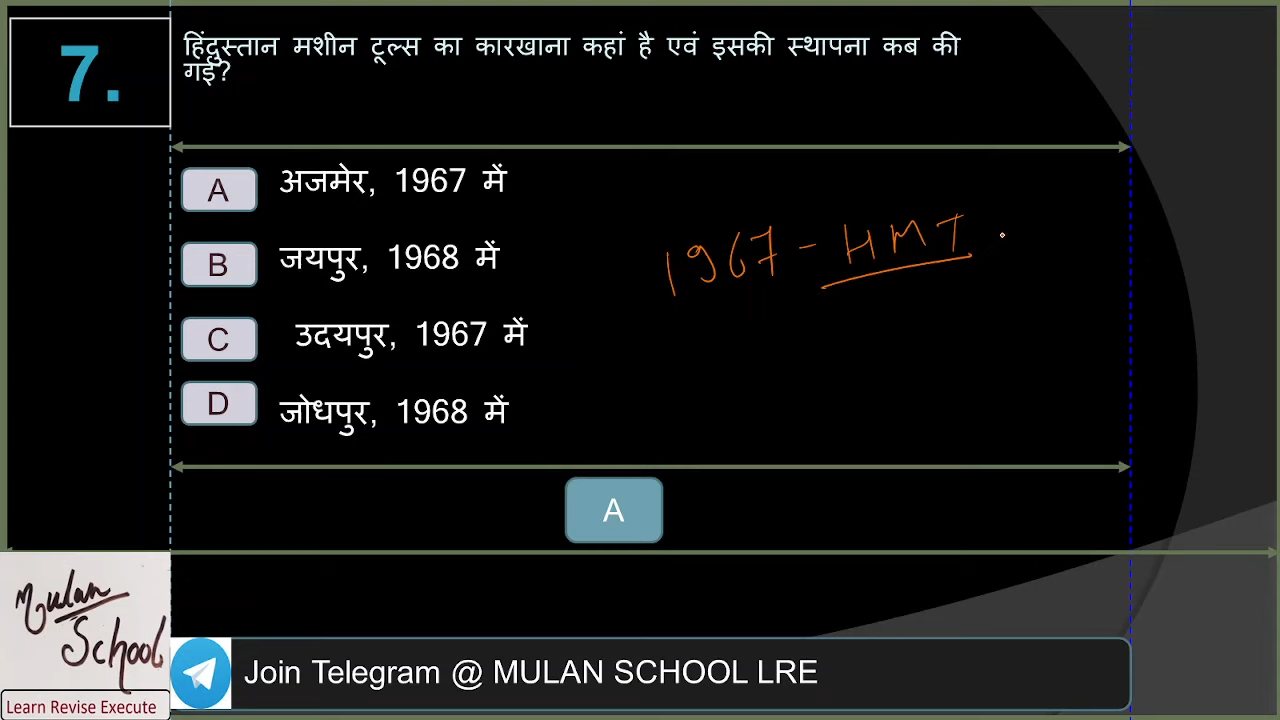 7.
हिंदुस्तान मशीन टूल्स का कारखाना कहां है एवं इसकी स्थापना कब की
गई?
A अजमेर, 1967 में
B जयपुर, 1968 में
1967 - HMT
C उदयपुर, 1967 में
D जोधपुर, 1968 में
A
Mulan
School
Learn Revise Execute
Join Telegram @ MULAN SCHOOL LRE